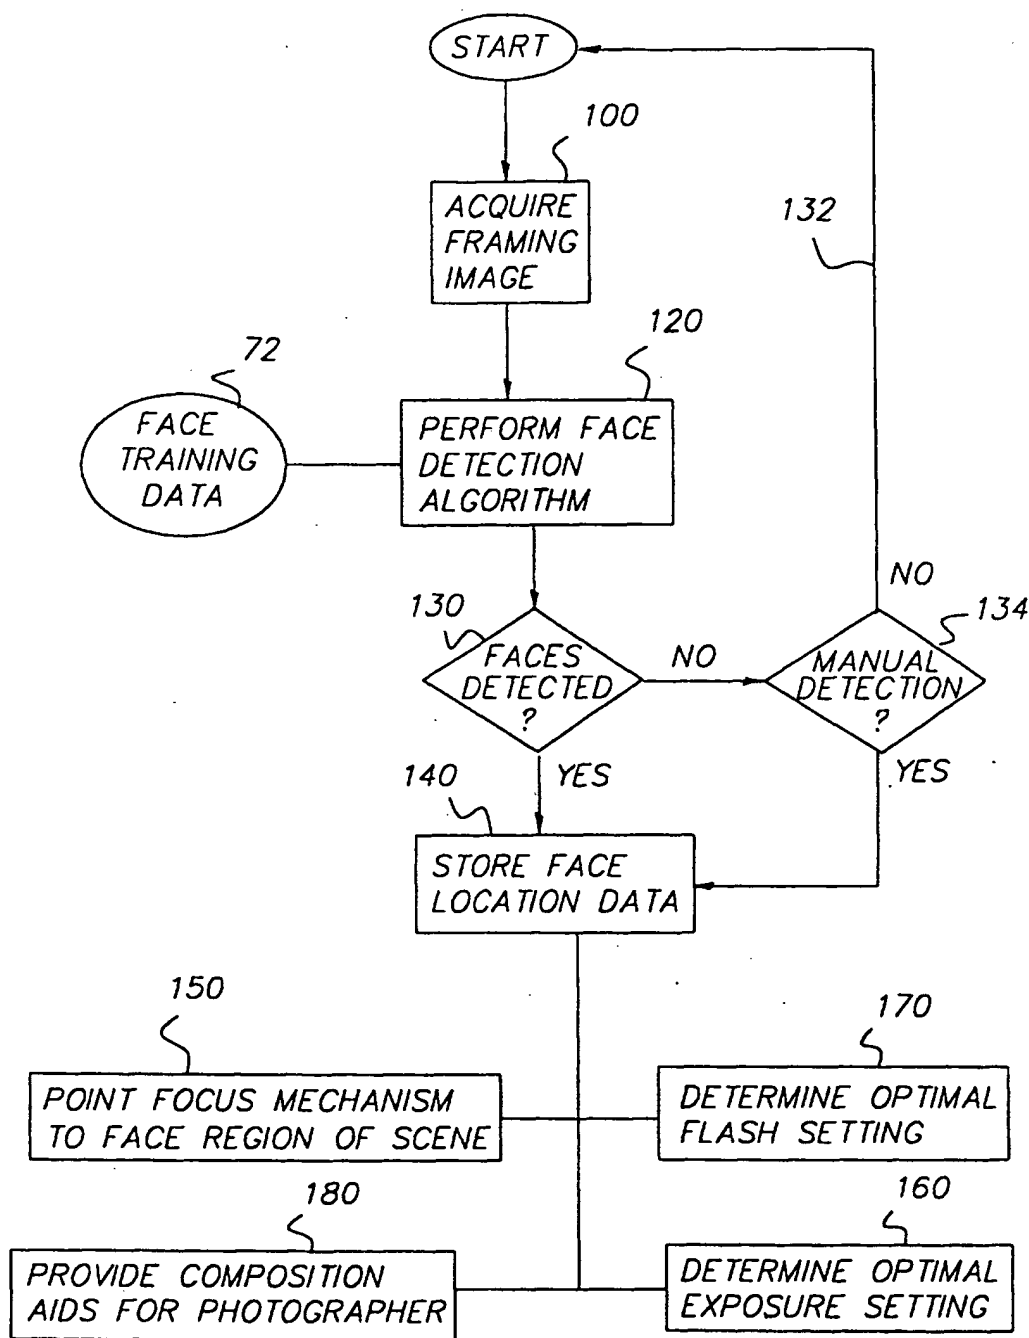 START
100
ACQUIRE
FRAMING
IMAGE
132
120
72
FACE
TRAINING
DATA
PERFORM FACE
DETECTION
ALGORITHM
NO
130
134
FACES
DETECTED
?
NO
MANUAL
DETECTION
?
YES
YES
140
STORE FACE
LOCATION DATA
150
170
POINT FOCUS MECHANISM
TO FACE REGION OF SCENE
DETERMINE OPTIMAL
FLASH SETTING
180
160
PROVIDE COMPOSITION
AIDS FOR PHOTOGRAPHER
DETERMINE OPTIMAL
EXPOSURE SETTING